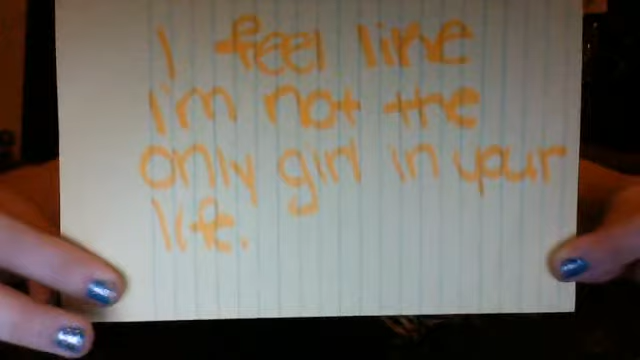 I feel like
I'm not the
only girl in your
life.